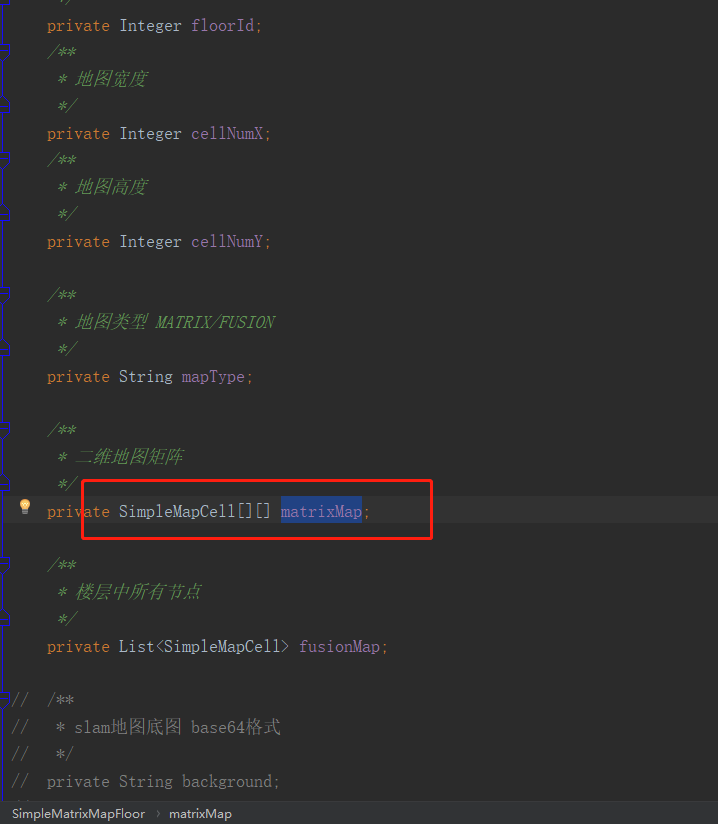 */
private Integer floorId;
/**
* 地图宽度
*/
private Integer cellNumX;
/**
* 地图高度
*/
private Integer cellNumY;
/**
* 地图类型 MATRIX/FUSION
*/
private String mapType;
/**
* 二维地图矩阵
*/
private SimpleMapCell[][] matrixMap;
/**
* 楼层中所有节点
*/
private List<SimpleMapCell> fusionMap;
// /**
// * slam地图底图 base64格式
// */
// private String background;
//
SimpleMatrixMapFloor › matrixMap